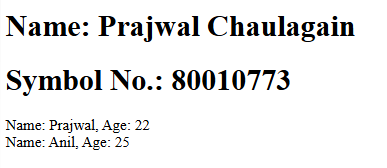 Name: Prajwal Chaulagain
Symbol No.: 80010773
Name: Prajwal, Age: 22
Name: Anil, Age: 25